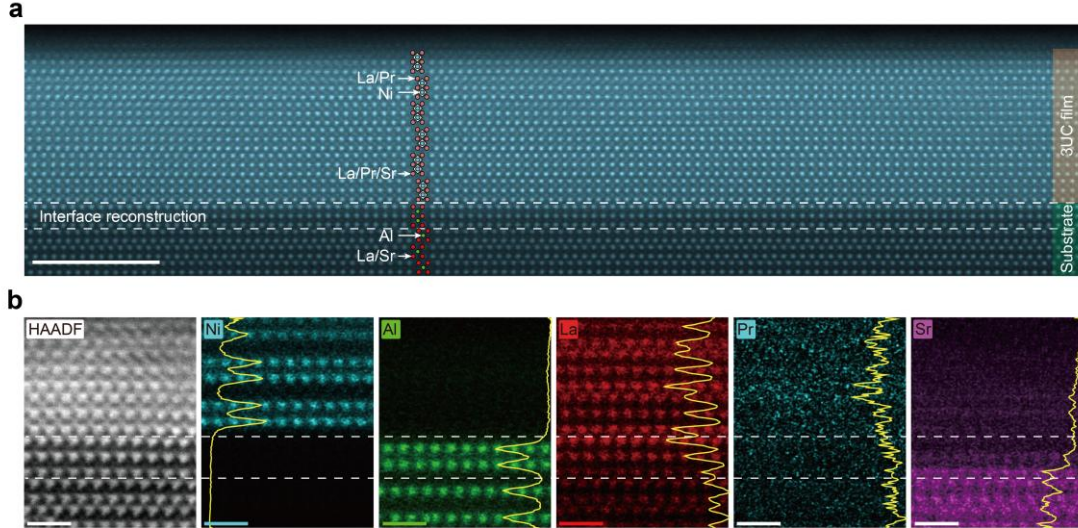 a
La/Pr
Ni
La/Pr/Sr
Interface reconstruction
Al
La/Sr
3UC film
Substrate
b
HAADF
Ni
Al
La
Pr
Sr